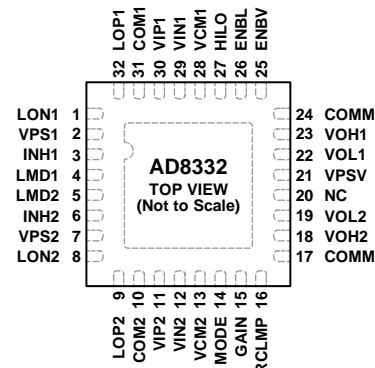 LOP1
COM1
VIP1
VIN1
VCM1
HILO
ENBL
ENBV
32 31 30 29 28 27 26 25
LON1 1
VPS1 2
INH1 3
LMD1 4
LMD2 5
INH2 6
VPS2 7
LON2 8
AD8332
TOP VIEW
(Not to Scale)
24 COMM
23 VOH1
22 VOL1
21 VPSV
20 NC
19 VOL2
18 VOH2
17 COMM
9 10 11 12 13 14 15 16
LOP2
COM2
VIP2
VIN2
VCM2
MODE
GAIN
RCLMP